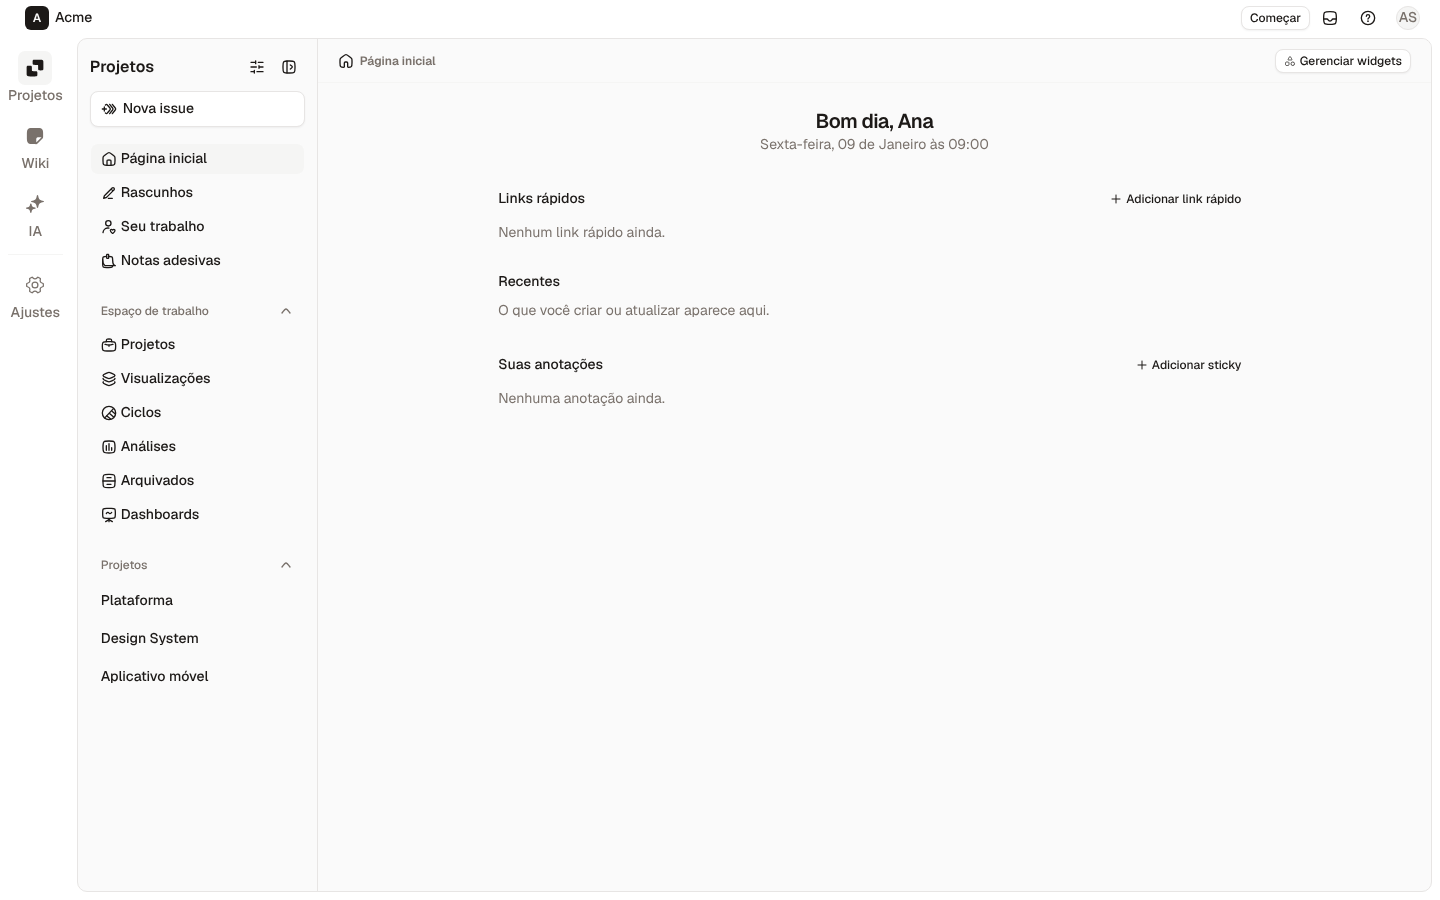 A Acme
Começar
AS
Projetos
Wiki
IA
Ajustes
Projetos
Nova issue
Página inicial
Rascunhos
Seu trabalho
Notas adesivas
Espaço de trabalho
Projetos
Visualizações
Ciclos
Análises
Arquivados
Dashboards
Projetos
Plataforma
Design System
Aplicativo móvel
Página inicial
Gerenciar widgets
Bom dia, Ana
Sexta-feira, 09 de Janeiro às 09:00
Links rápidos
Adicionar link rápido
Nenhum link rápido ainda.
Recentes
O que você criar ou atualizar aparece aqui.
Suas anotações
Adicionar sticky
Nenhuma anotação ainda.